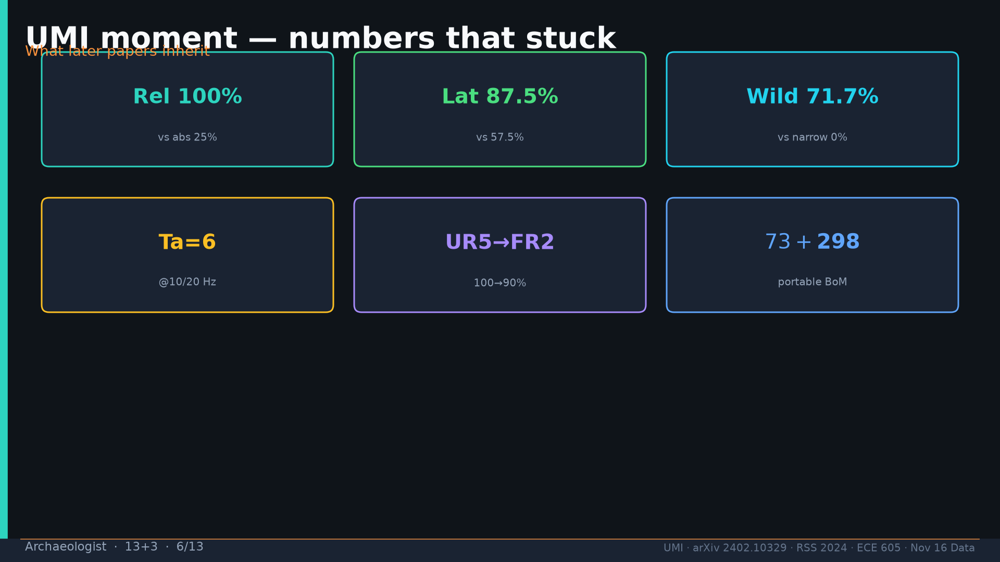 UMI moment — numbers that stuck
What later papers inherit
Rel 100%
vs abs 25%
Lat 87.5%
vs 57.5%
Wild 71.7%
vs narrow 0%
Ta=6
@10/20 Hz
UR5→FR2
100→90%
73 + 298
portable BoM
Archaeologist · 13+3 · 6/13
UMI · arXiv 2402.10329 · RSS 2024 · ECE 605 · Nov 16 Data